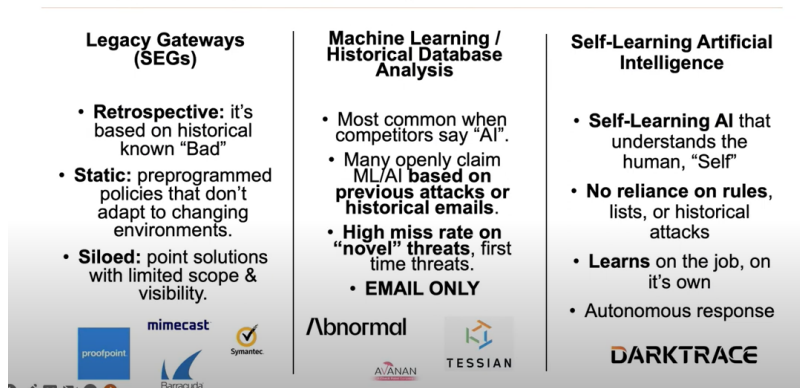 Legacy Gateways
(SEGs)
• Retrospective: it's
based on historical
known “Bad”
• Static: preprogrammed
policies that don't
adapt to changing
environments.
• Siloed: point solutions
with limited scope &
visibility.
mimecast
proofpoint
Symantec
Barracuda
Machine Learning /
Historical Database
Analysis
• Most common when
competitors say “AI”.
• Many openly claim
ML/AI based on
previous attacks or
historical emails.
• High miss rate on
“novel” threats, first
time threats.
• EMAIL ONLY
Abnormal
AVANAN
TESSIAN
Self-Learning Artificial
Intelligence
• Self-Learning AI that
understands the
human, “Self”
• No reliance on rules,
lists, or historical
attacks
• Learns on the job, on
it's own
• Autonomous response
DARKTRACE